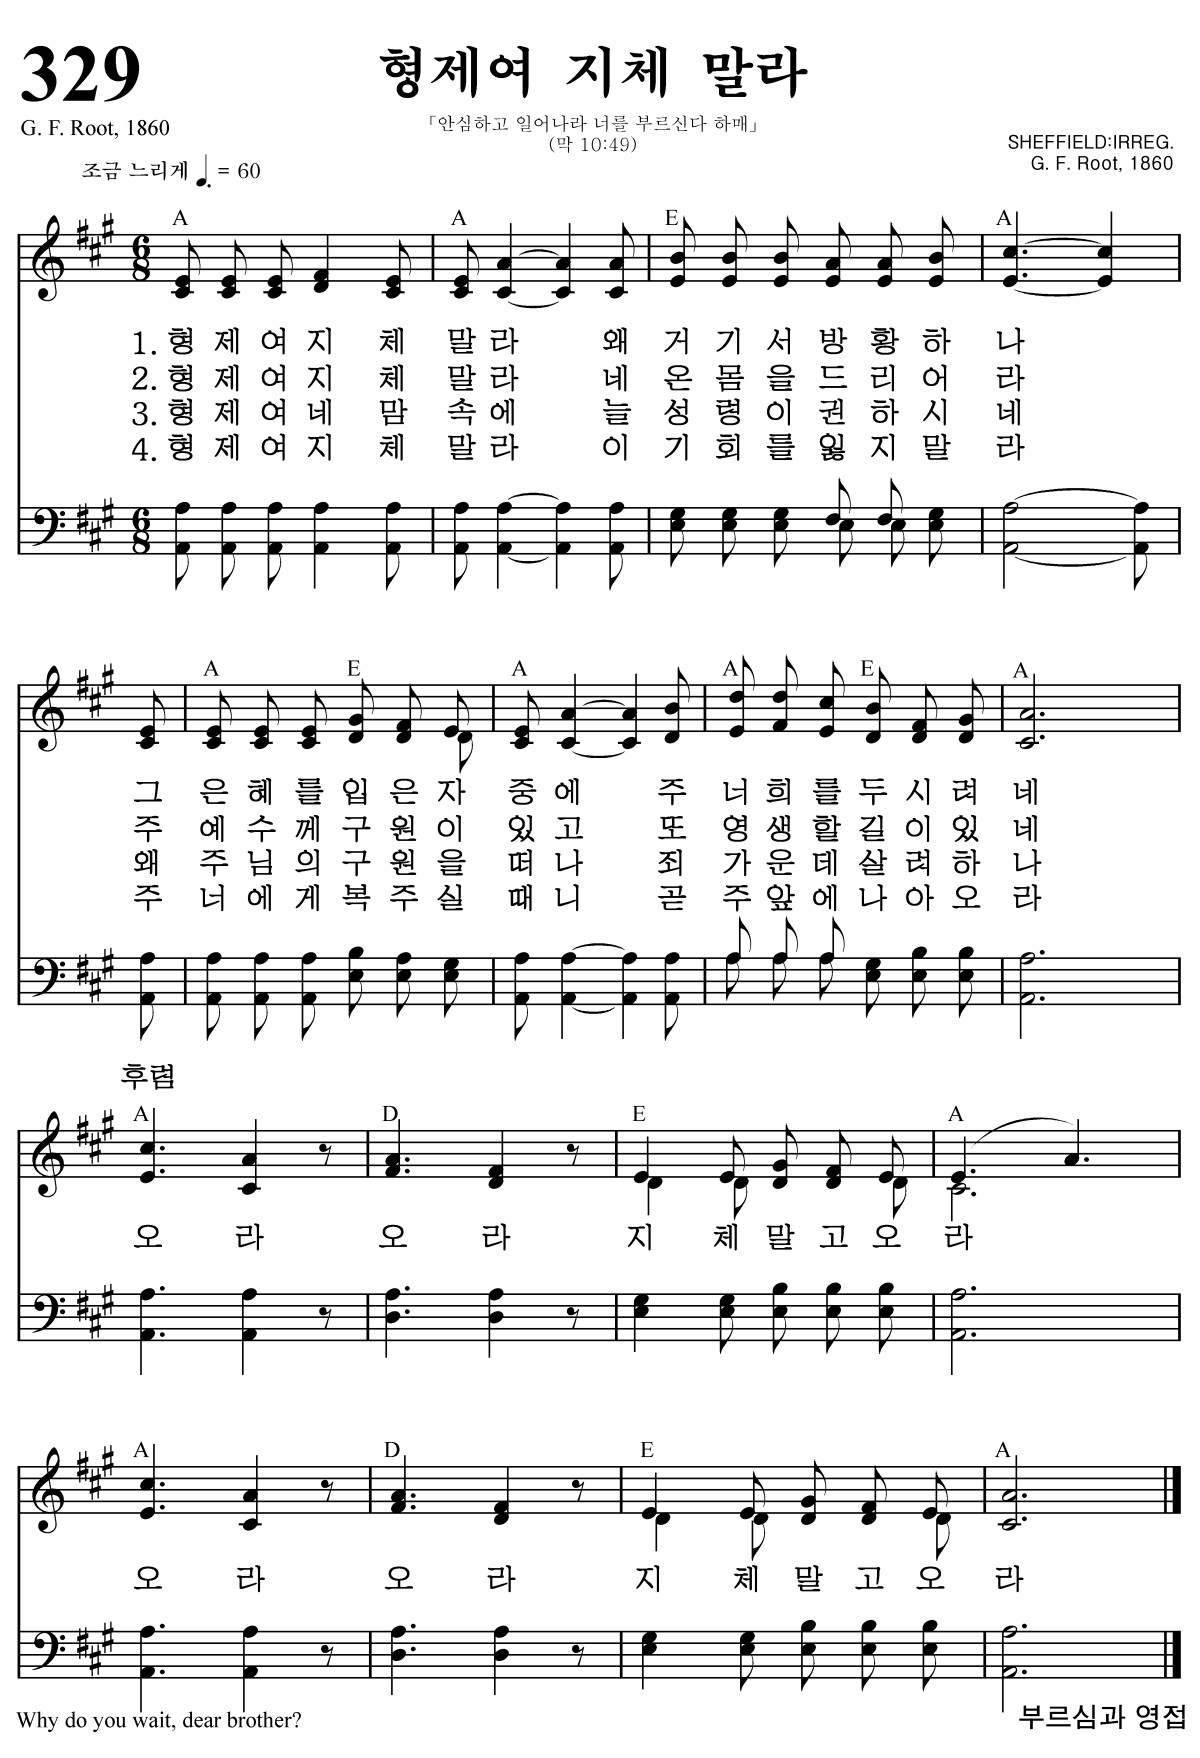 329
형제여 지체 말라
「안심하고 일어나라 너를 부르신다 하매」
(막 10:49)
G. F. Root, 1860
SHEFFIELD:IRREG.
G. F. Root, 1860
조금 느리게 ♩. = 60
A A E A
6 8
1. 형 제 여 지 체 말 라 왜 거 기 서 방 황 하 나
2. 형 제 여 지 체 말 라 네 온 몸 을 드 리 어 라
3. 형 제 여 네 맘 속 에 늘 성 령 이 권 하 시 네
4. 형 제 여 지 체 말 라 이 기 회 를 잃 지 말 라
6 8
A E A A E A
그 은 혜 를 입 은 자 중 에 주 너 희 를 두 시 려 네
주 예 수 께 구 원 이 있 고 또 영 생 할 길 이 있 네
왜 주 님 의 구 원 을 떠 나 죄 가 운 데 살 려 하 나
주 너 에 게 복 주 실 때 니 곧 주 앞 에 나 아 오 라
후렴
A D E A
오 라 오 라 지 체 말 고 오 라
A D E A
오 라 오 라 지 체 말 고 오 라
Why do you wait, dear brother?
부르심과 영접